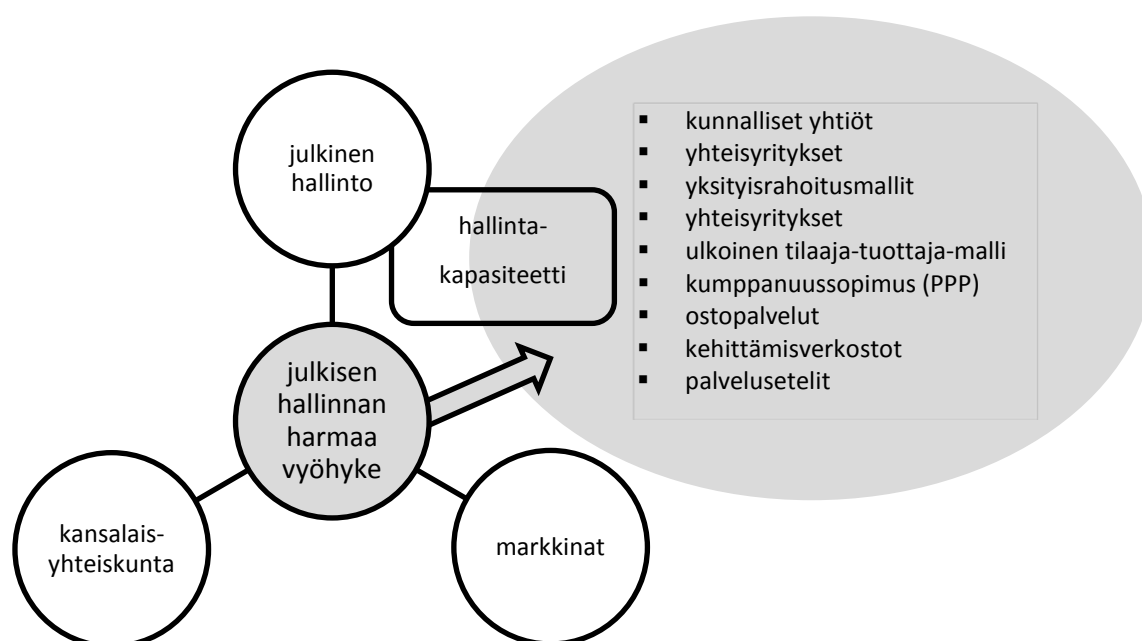 julkinen
hallinto
hallinta-
kapasiteetti
julkisen
hallinnan
harmaa
vyöhyke
kansalais-
yhteiskunta
markkinat
▪ kunnalliset yhtiöt
▪ yhteisyritykset
▪ yksityisrahoitusmallit
▪ yhteisyritykset
▪ ulkoinen tilaaja-tuottaja-malli
▪ kumppanuussopimus (PPP)
▪ ostopalvelut
▪ kehittämisverkostot
▪ palvelusetelit